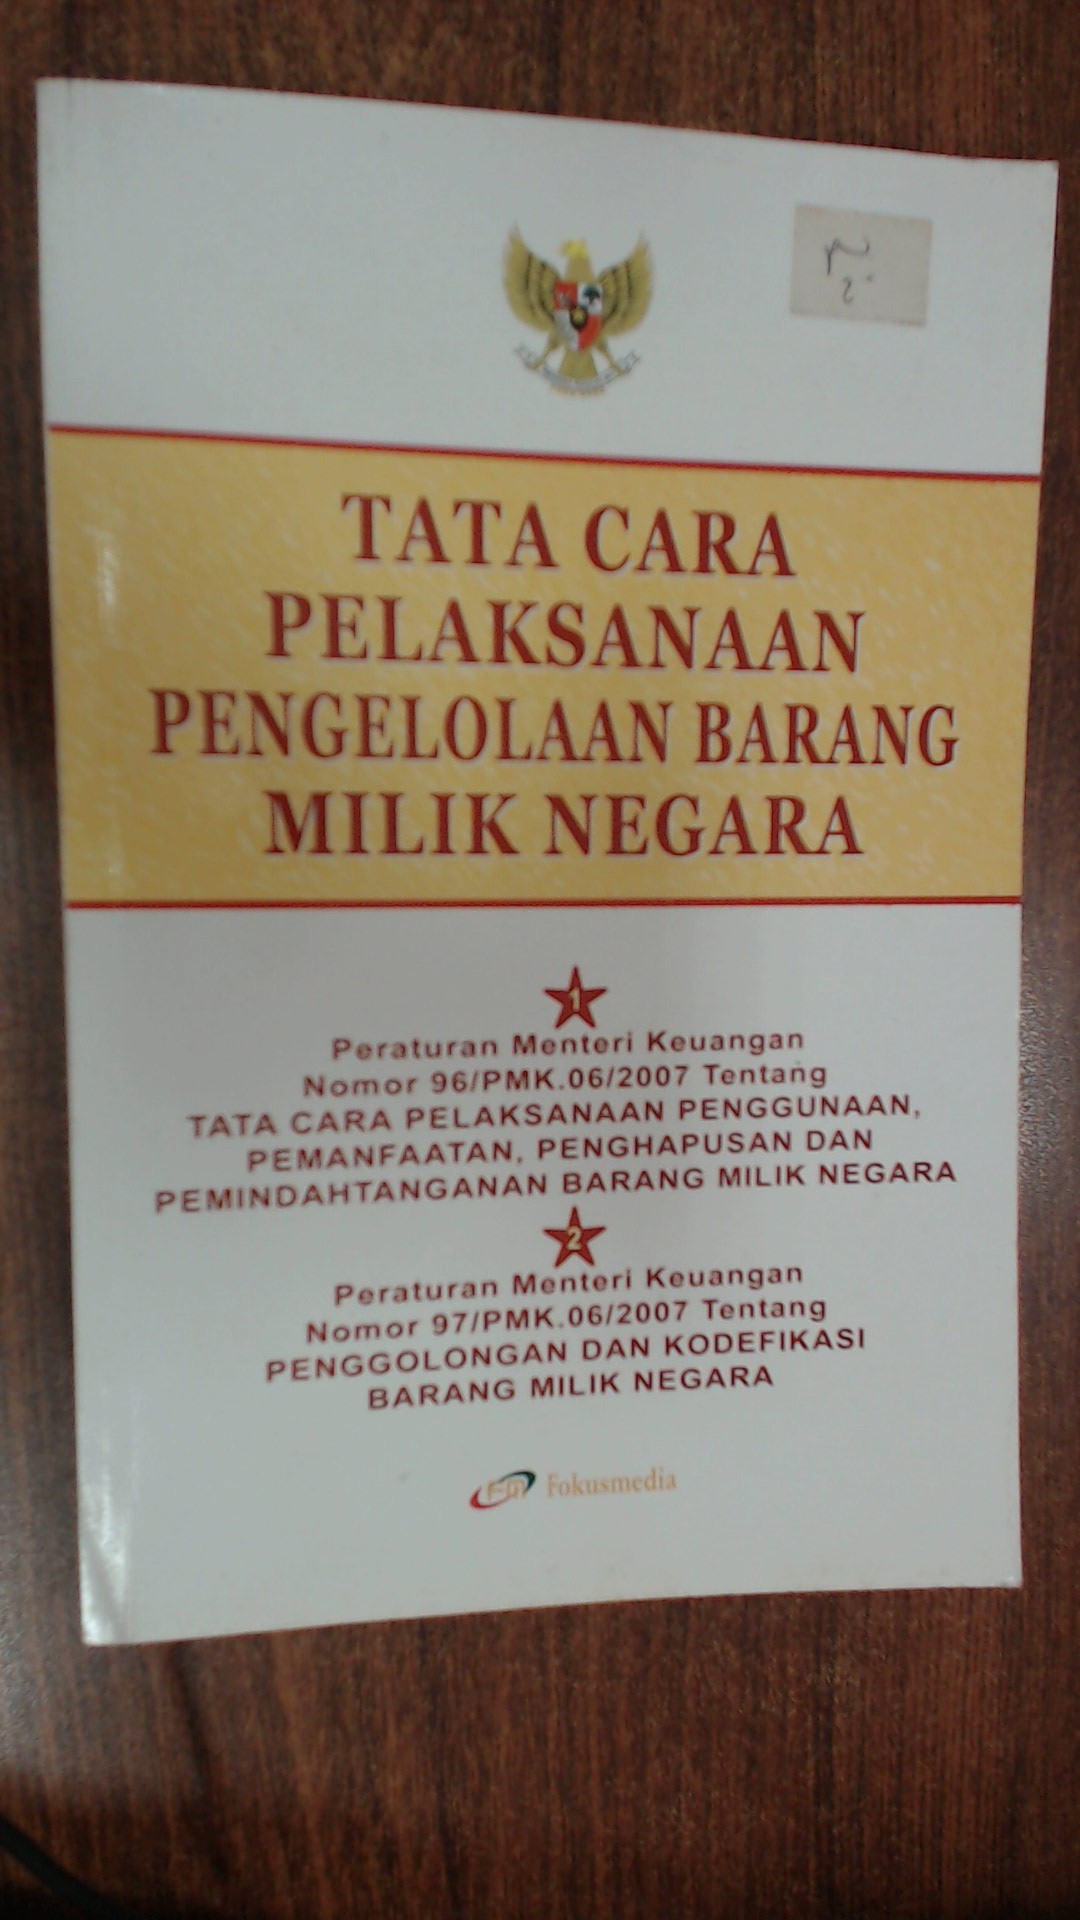 TATA CARA
PELAKSANAAN
PENGELOLAAN BARANG
MILIK NEGARA
1
Peraturan Menteri Keuangan
Nomor 96/PMK.06/2007 Tentang
TATA CARA PELAKSANAAN PENGGUNAAN,
PEMANFAATAN, PENGHAPUSAN DAN
PEMINDAHTANGANAN BARANG MILIK NEGARA
2
Peraturan Menteri Keuangan
Nomor 97/PMK.06/2007 Tentang
PENGGOLONGAN DAN KODEFIKASI
BARANG MILIK NEGARA
Fokusmedia